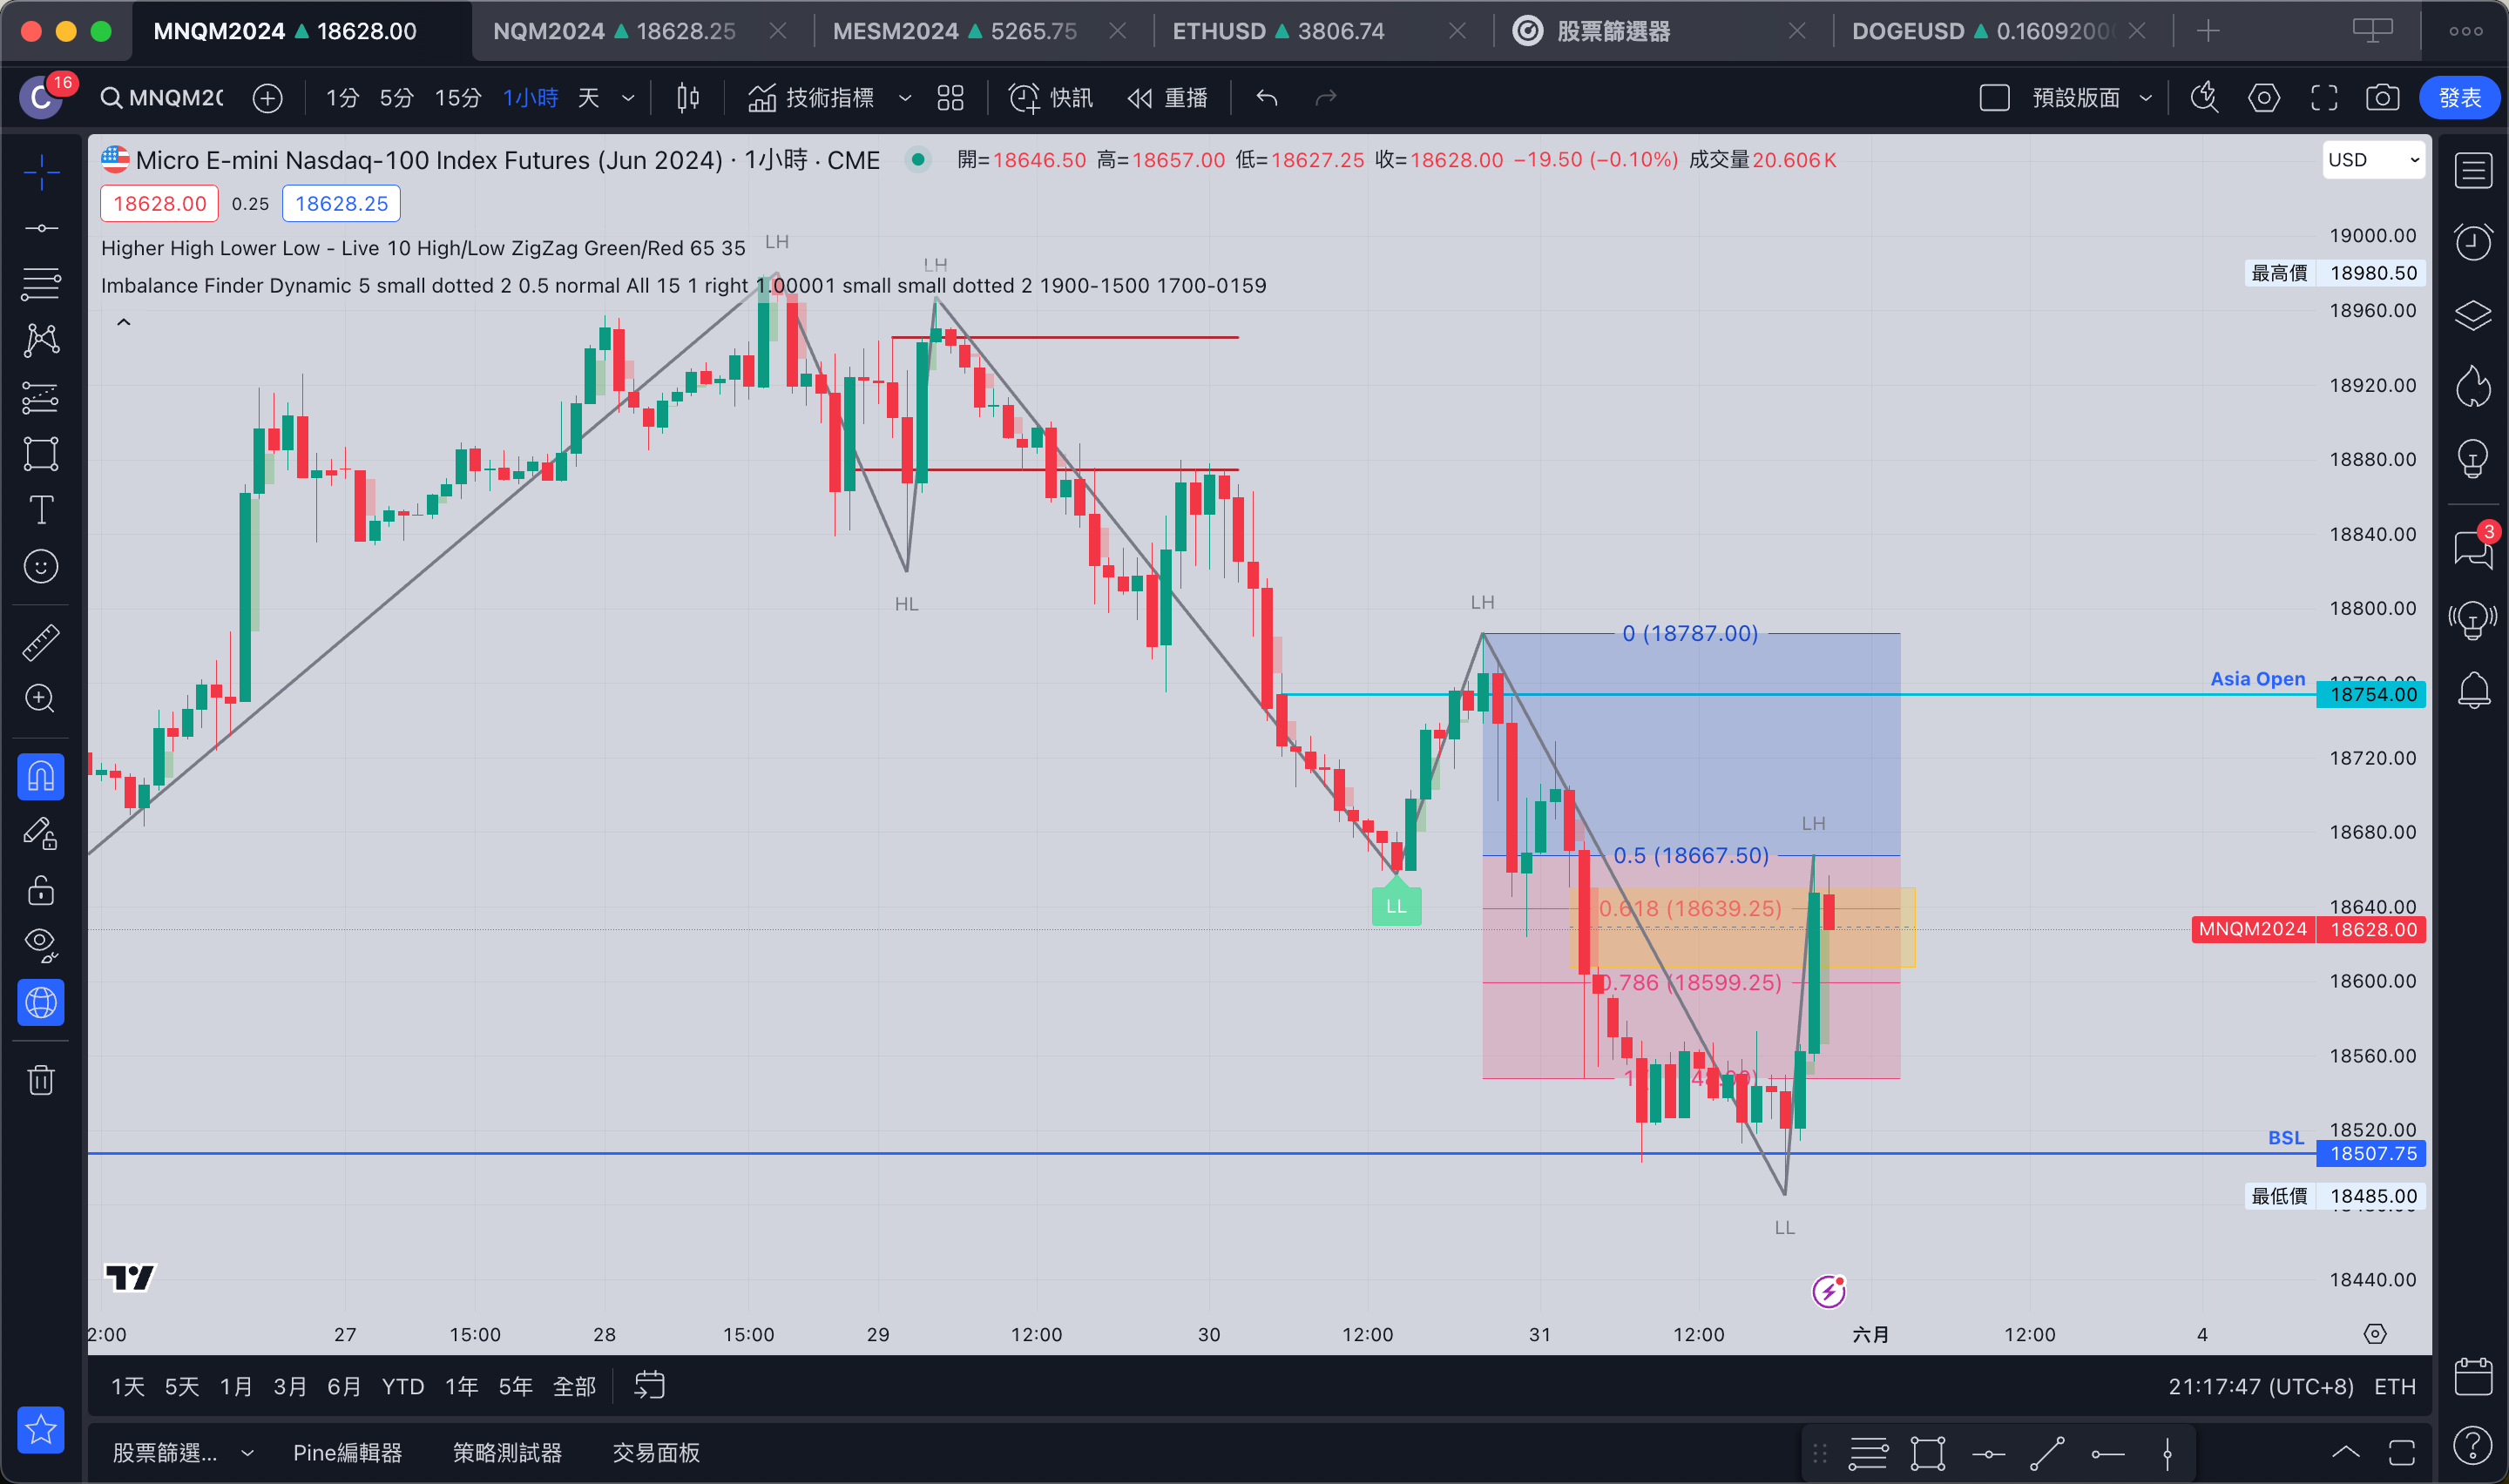 MNQM2024 ▲ 18628.00
NQM2024 ▲ 18628.25
MESM2024 ▲ 5265.75
ETHUSD ▲ 3806.74
股票篩選器
DOGEUSD ▲ 0.1609200
C
16
MNQM20
1分 5分 15分 1小時 天
技術指標
快訊
重播
預設版面
發表
Micro E-mini Nasdaq-100 Index Futures (Jun 2024) · 1小時 · CME
開=18646.50 高=18657.00 低=18627.25 收=18628.00 −19.50 (−0.10%) 成交量20.606K
USD
18628.00 0.25 18628.25
Higher High Lower Low - Live 10 High/Low ZigZag Green/Red 65 35
Imbalance Finder Dynamic 5 small dotted 2 0.5 normal All 15 1 right 1.00001 small small dotted 2 1900-1500 1700-0159
LH
LH
HL
LH
LL
LH
LL
0 (18787.00)
0.5 (18667.50)
0.618 (18639.25)
0.786 (18599.25)
19000.00
最高價 18980.50
18960.00
18920.00
18880.00
18840.00
18800.00
Asia Open
18754.00
18720.00
18680.00
18640.00
MNQM2024 18628.00
18600.00
18560.00
18520.00
BSL
18507.75
最低價 18485.00
18440.00
3
2:00 27 15:00 28 15:00 29 12:00 30 12:00 31 12:00 六月 12:00 4
1天 5天 1月 3月 6月 YTD 1年 5年 全部
21:17:47 (UTC+8) ETH
股票篩選... Pine編輯器 策略測試器 交易面板